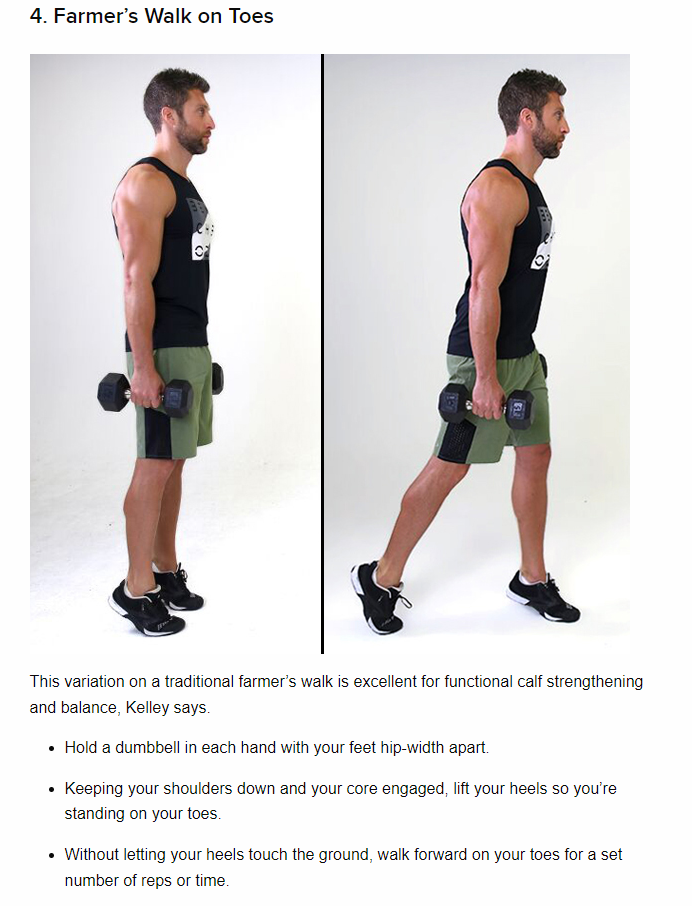 4. Farmer’s Walk on Toes
This variation on a traditional farmer’s walk is excellent for functional calf strengthening
and balance, Kelley says.
• Hold a dumbbell in each hand with your feet hip-width apart.
• Keeping your shoulders down and your core engaged, lift your heels so you’re
standing on your toes.
• Without letting your heels touch the ground, walk forward on your toes for a set
number of reps or time.